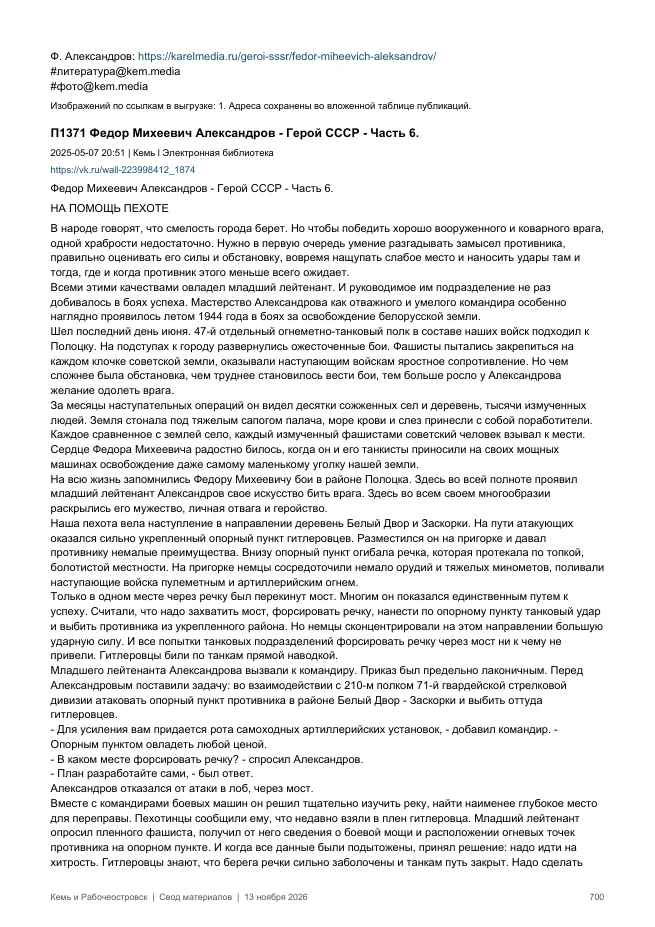 Ф. Александров: https://karelmedia.ru/geroi-sssr/fedor-miheevich-aleksandrov/
#литература@kem.media
#фото@kem.media
Изображений по ссылкам в выгрузке: 1. Адреса сохранены во вложенной таблице публикаций.
П1371 Федор Михеевич Александров - Герой СССР - Часть 6.
2025-05-07 20:51 | Кемь I Электронная библиотека
https://vk.ru/wall-223998412_1874
Федор Михеевич Александров - Герой СССР - Часть 6.
НА ПОМОЩЬ ПЕХОТЕ
В народе говорят, что смелость города берет. Но чтобы победить хорошо вооруженного и коварного врага,
одной храбрости недостаточно. Нужно в первую очередь умение разгадывать замысел противника,
правильно оценивать его силы и обстановку, вовремя нащупать слабое место и наносить удары там и
тогда, где и когда противник этого меньше всего ожидает.
Всеми этими качествами овладел младший лейтенант. И руководимое им подразделение не раз
добивалось в боях успеха. Мастерство Александрова как отважного и умелого командира особенно
наглядно проявилось летом 1944 года в боях за освобождение белорусской земли.
Шел последний день июня. 47-й отдельный огнеметно-танковый полк в составе наших войск подходил к
Полоцку. На подступах к городу развернулись ожесточенные бои. Фашисты пытались закрепиться на
каждом клочке советской земли, оказывали наступающим войскам яростное сопротивление. Но чем
сложнее была обстановка, чем труднее становилось вести бои, тем больше росло у Александрова
желание одолеть врага.
За месяцы наступательных операций он видел десятки сожженных сел и деревень, тысячи измученных
людей. Земля стонала под тяжелым сапогом палача, море крови и слез принесли с собой поработители.
Каждое сравненное с землей село, каждый измученный фашистами советский человек взывал к мести.
Сердце Федора Михеевича радостно билось, когда он и его танкисты приносили на своих мощных
машинах освобождение даже самому маленькому уголку нашей земли.
На всю жизнь запомнились Федору Михеевичу бои в районе Полоцка. Здесь во всей полноте проявил
младший лейтенант Александров свое искусство бить врага. Здесь во всем своем многообразии
раскрылись его мужество, личная отвага и геройство.
Наша пехота вела наступление в направлении деревень Белый Двор и Заскорки. На пути атакующих
оказался сильно укрепленный опорный пункт гитлеровцев. Разместился он на пригорке и давал
противнику немалые преимущества. Внизу опорный пункт огибала речка, которая протекала по топкой,
болотистой местности. На пригорке немцы сосредоточили немало орудий и тяжелых минометов, поливали
наступающие войска пулеметным и артиллерийским огнем.
Только в одном месте через речку был перекинут мост. Многим он показался единственным путем к
успеху. Считали, что надо захватить мост, форсировать речку, нанести по опорному пункту танковый удар
и выбить противника из укрепленного района. Но немцы сконцентрировали на этом направлении большую
ударную силу. И все попытки танковых подразделений форсировать речку через мост ни к чему не
привели. Гитлеровцы били по танкам прямой наводкой.
Младшего лейтенанта Александрова вызвали к командиру. Приказ был предельно лаконичным. Перед
Александровым поставили задачу: во взаимодействии с 210-м полком 71-й гвардейской стрелковой
дивизии атаковать опорный пункт противника в районе Белый Двор - Заскорки и выбить оттуда
гитлеровцев.
- Для усиления вам придается рота самоходных артиллерийских установок, - добавил командир. -
Опорным пунктом овладеть любой ценой.
- В каком месте форсировать речку? - спросил Александров.
- План разработайте сами, - был ответ.
Александров отказался от атаки в лоб, через мост.
Вместе с командирами боевых машин он решил тщательно изучить реку, найти наименее глубокое место
для переправы. Пехотинцы сообщили ему, что недавно взяли в плен гитлеровца. Младший лейтенант
опросил пленного фашиста, получил от него сведения о боевой мощи и расположении огневых точек
противника на опорном пункте. И когда все данные были подытожены, принял решение: надо идти на
хитрость. Гитлеровцы знают, что берега речки сильно заболочены и танкам путь закрыт. Надо сделать
Кемь и Рабочеостровск | Свод материалов | 13 ноября 2026
700